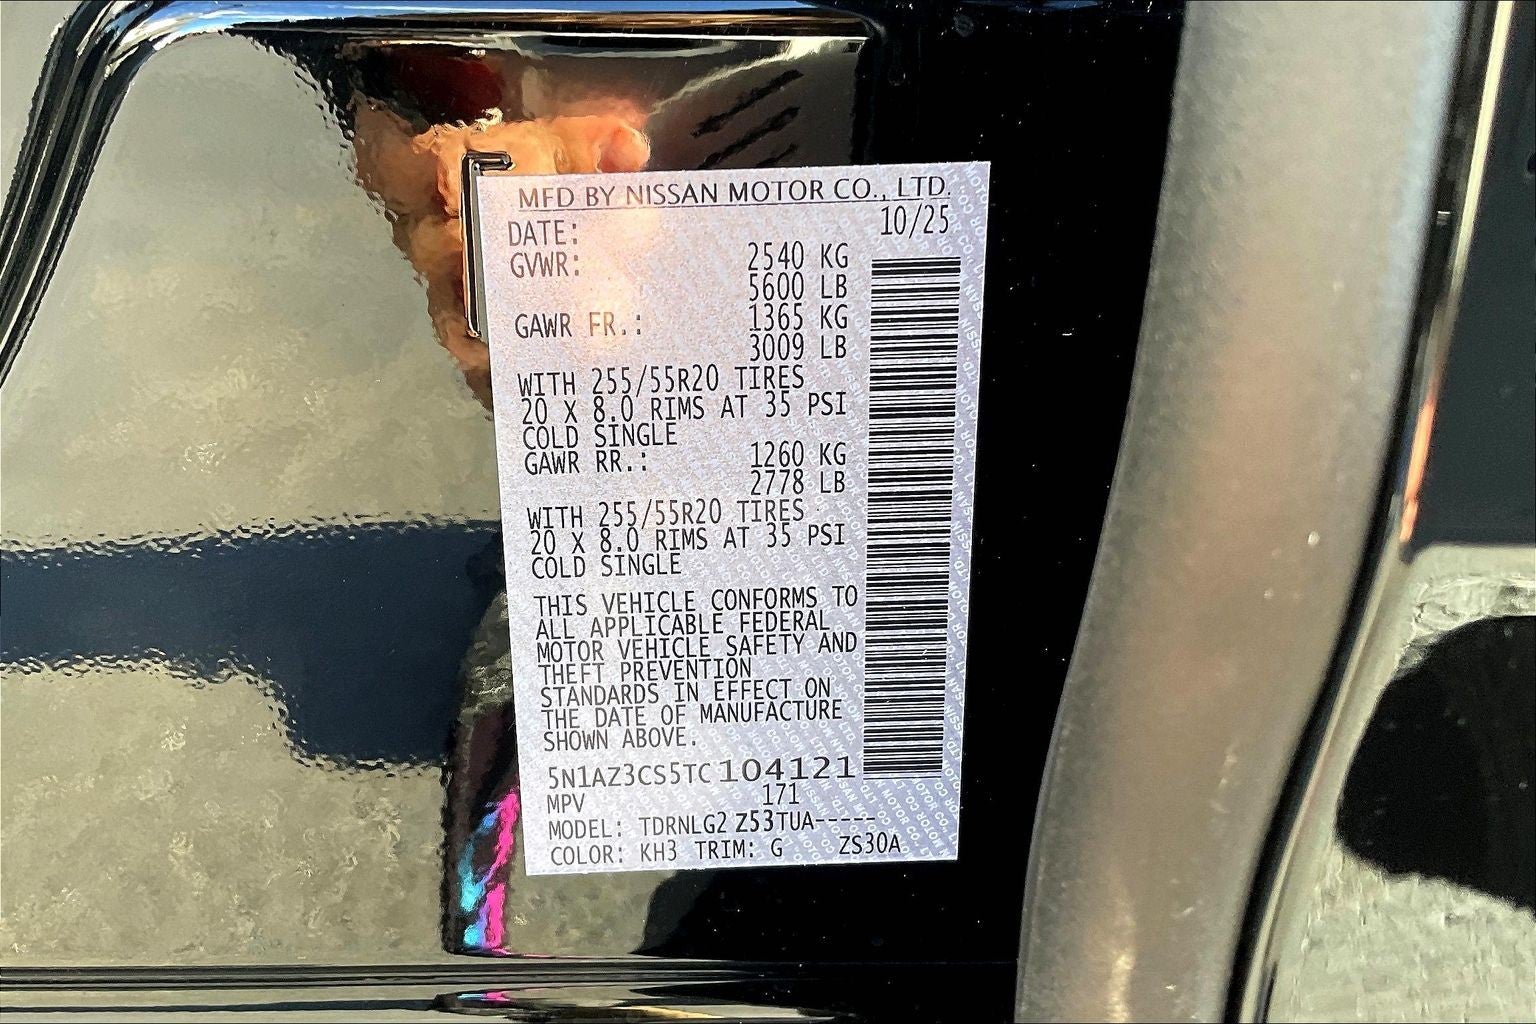 MFD BY NISSAN MOTOR CO., LTD.
DATE: 10/25
GVWR: 2540 KG
5600 LB
GAWR FR.: 1365 KG
3009 LB
WITH 255/55R20 TIRES
20 X 8.0 RIMS AT 35 PSI
COLD SINGLE
GAWR RR.: 1260 KG
2778 LB
WITH 255/55R20 TIRES
20 X 8.0 RIMS AT 35 PSI
COLD SINGLE
THIS VEHICLE CONFORMS TO
ALL APPLICABLE FEDERAL
MOTOR VEHICLE SAFETY AND
THEFT PREVENTION
STANDARDS IN EFFECT ON
THE DATE OF MANUFACTURE
SHOWN ABOVE.
5N1AZ3CS5TC104121
MPV 171
MODEL: TDRNLG2 Z53TUA-----
COLOR: KH3 TRIM: G ZS30A